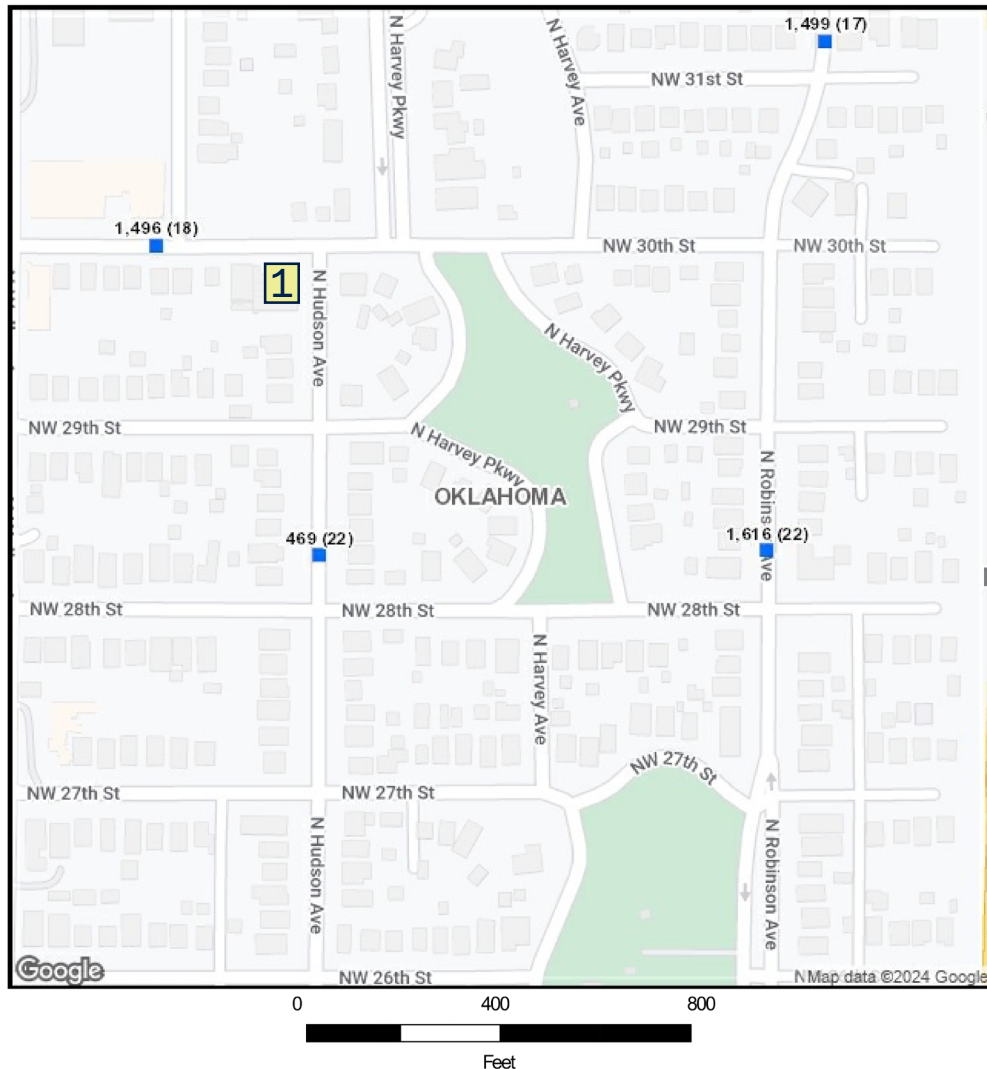 1,499 (17)
N Harvey Pkwy
N Harvey Ave
NW 31st St
1,496 (18)
NW 30th St
NW 30th St
1
N Hudson Ave
N Harvey Pkwy
NW 29th St
N Harvey Pkwy
NW 29th St
OKLAHOMA
N Robins Ave
469 (22)
1,616 (22)
NW 28th St
NW 28th St
NW 28th St
N Harvey Ave
NW 27th St
NW 27th St
NW 27th St
N Hudson Ave
N Robinson Ave
Google
NW 26th St
Map data ©2024 Google
0
400
800
Feet